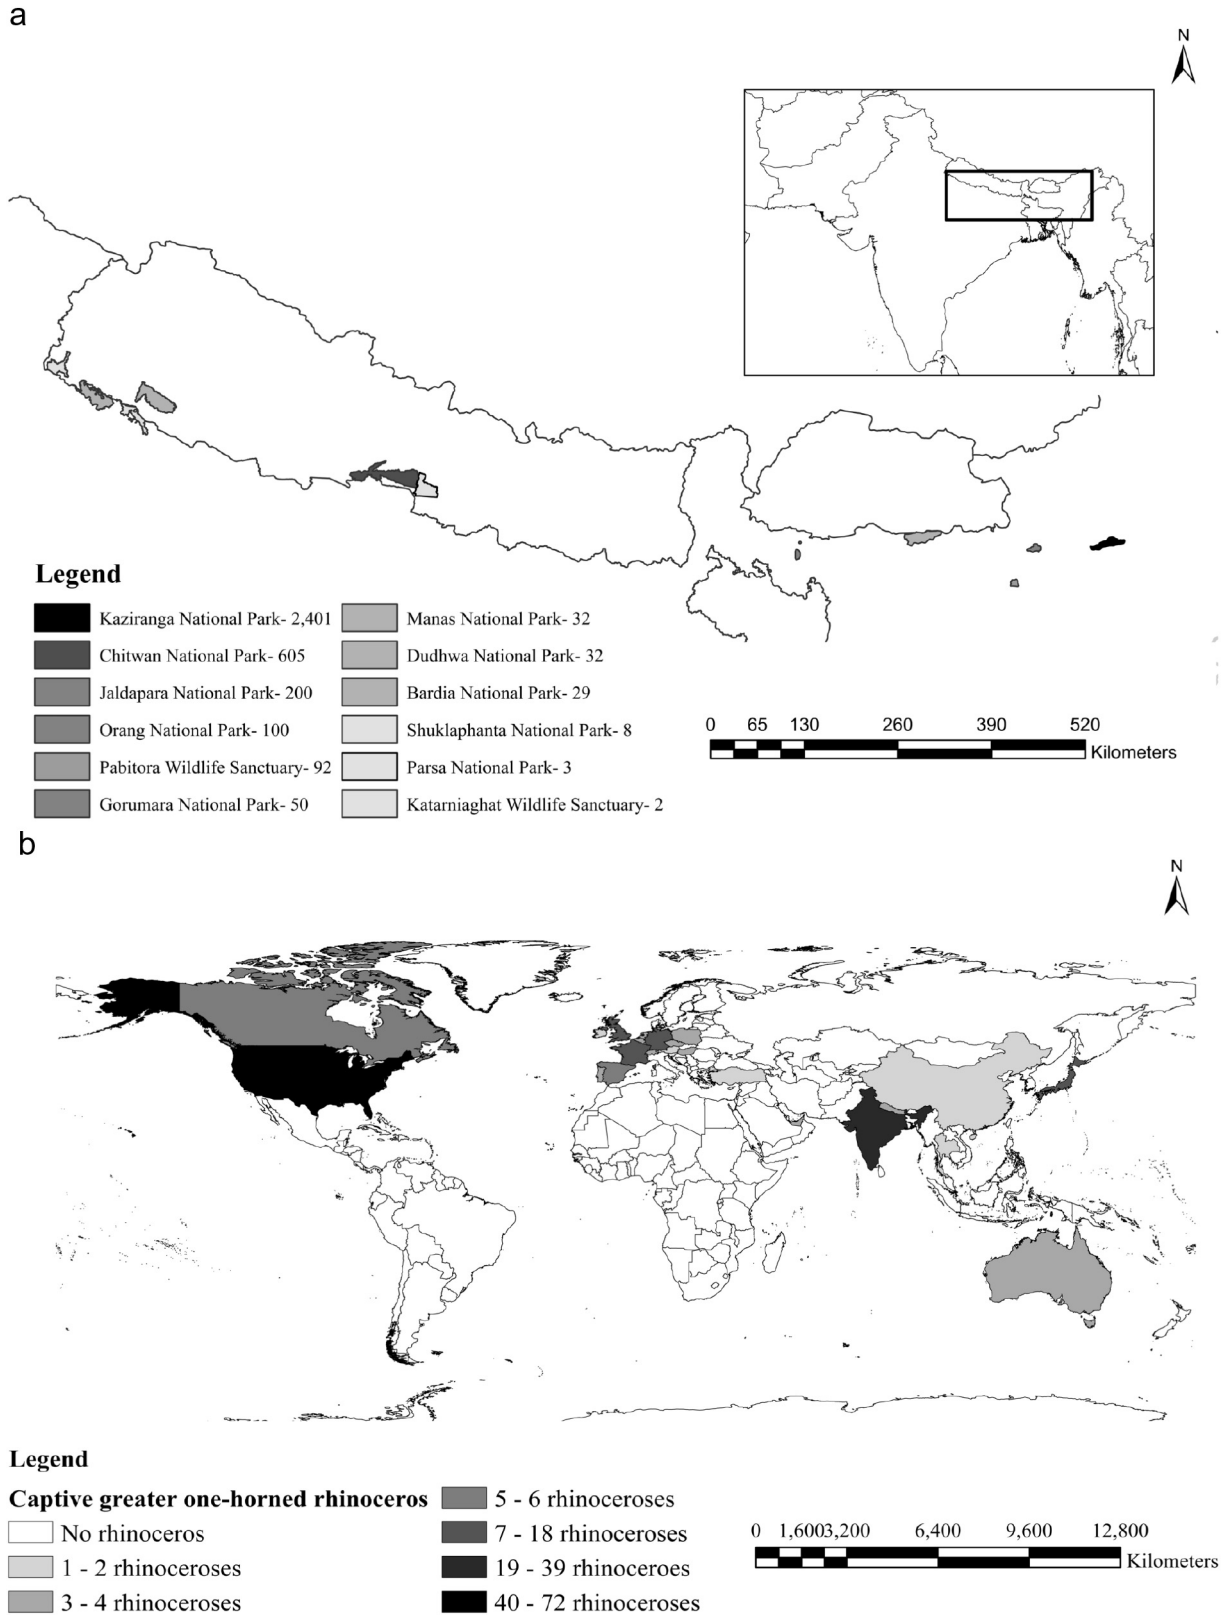 a
N
Legend
Kaziranga National Park- 2,401
Chitwan National Park- 605
Jaldapara National Park- 200
Orang National Park- 100
Pabitora Wildlife Sanctuary- 92
Gorumara National Park- 50
Manas National Park- 32
Dudhwa National Park- 32
Bardia National Park- 29
Shuklaphanta National Park- 8
Parsa National Park- 3
Katarniaghat Wildlife Sanctuary- 2
0 65 130 260 390 520
Kilometers
b
N
Legend
Captive greater one-horned rhinoceros
No rhinoceros
1 - 2 rhinoceroses
3 - 4 rhinoceroses
5 - 6 rhinoceroses
7 - 18 rhinoceroses
19 - 39 rhinoceroes
40 - 72 rhinoceroses
0 1,6003,200 6,400 9,600 12,800
Kilometers